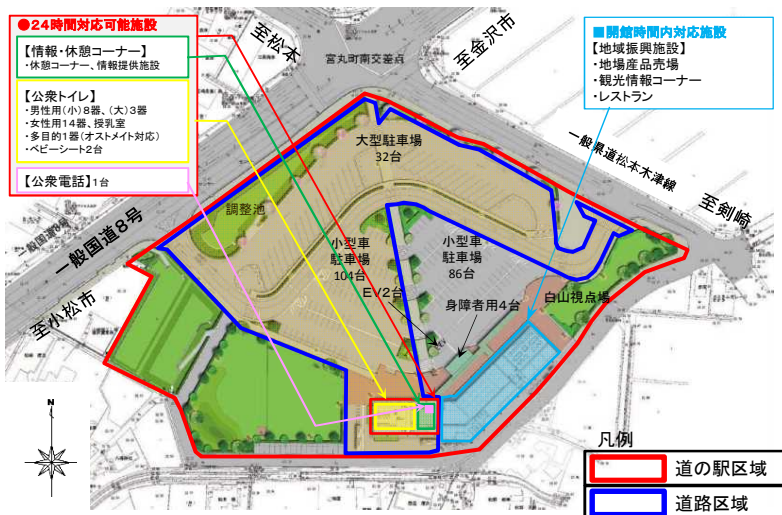 ●24時間対応可能施設
【情報・休憩コーナー】
・休憩コーナー、情報提供施設
【公衆トイレ】
・男性用(小)8器、(大)3器
・女性用14器、授乳室
・多目的1器(オストメイト対応)
・ベビーシート2台
【公衆電話】1台
至松本
宮丸町南交差点
至金沢市
■開館時間内対応施設
【地域振興施設】
・地場産品売場
・観光情報コーナー
・レストラン
大型駐車場
32台
一般県道松本木津線
至剣崎
調整池
一般国道8号
一般国道8号
至小松市
小型車
駐車場
104台
小型車
駐車場
86台
EV2台
身障者用4台
白山視点場
N
凡例
道の駅区域
道路区域